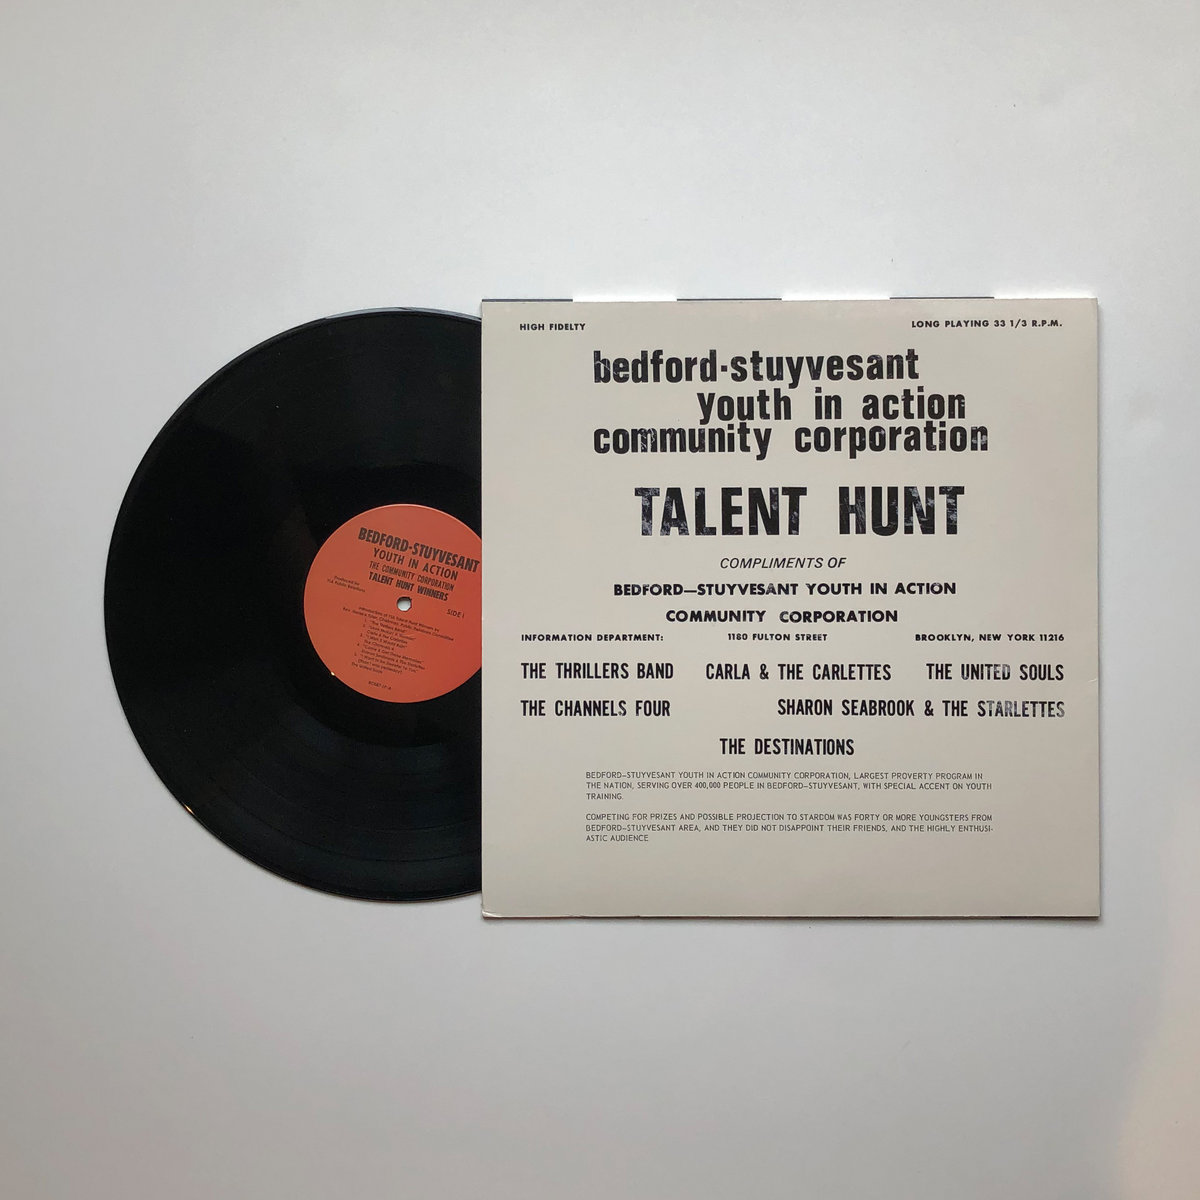 HIGH FIDELTY
LONG PLAYING 33 1/3 R.P.M.
bedford-stuyvesant
youth in action
community corporation
TALENT HUNT
COMPLIMENTS OF
BEDFORD—STUYVESANT YOUTH IN ACTION
COMMUNITY CORPORATION
INFORMATION DEPARTMENT: 1180 FULTON STREET BROOKLYN, NEW YORK 11216
THE THRILLERS BAND CARLA & THE CARLETTES THE UNITED SOULS
THE CHANNELS FOUR SHARON SEABROOK & THE STARLETTES
THE DESTINATIONS
BEDFORD–STUYVESANT YOUTH IN ACTION COMMUNITY CORPORATION, LARGEST PROVERTY PROGRAM IN
THE NATION, SERVING OVER 400,000 PEOPLE IN BEDFORD–STUYVESANT, WITH SPECIAL ACCENT ON YOUTH
TRAINING.
COMPETING FOR PRIZES AND POSSIBLE PROJECTION TO STARDOM WAS FORTY OR MORE YOUNGSTERS FROM
BEDFORD–STUYVESANT AREA, AND THEY DID NOT DISAPPOINT THEIR FRIENDS, AND THE HIGHLY ENTHUSI-
ASTIC AUDIENCE.
BEDFORD-STUYVESANT
YOUTH IN ACTION
THE COMMUNITY CORPORATION
TALENT HUNT WINNERS
Produced by
SIDE I